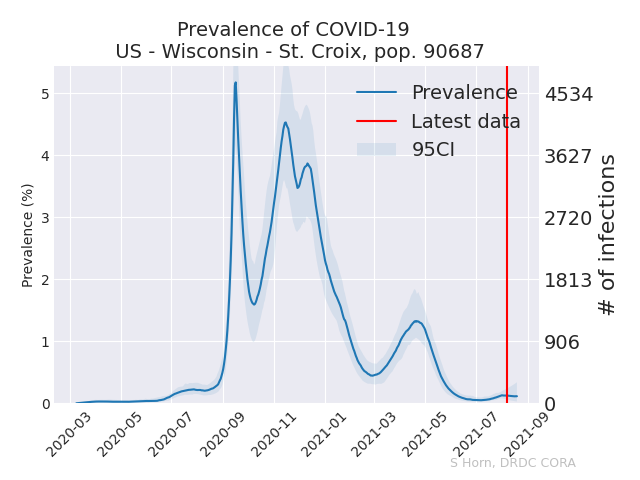 Prevalence of COVID-19
US - Wisconsin - St. Croix, pop. 90687
Prevalence
Latest data
95CI
Prevalence (%)
5
4
3
2
1
0
4534
3627
2720
1813
906
0
# of infections
2020-03
2020-05
2020-07
2020-09
2020-11
2021-01
2021-03
2021-05
2021-07
2021-09
S Horn, DRDC CORA